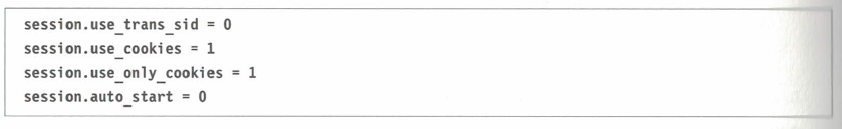 session.use_trans_sid = 0
session.use_cookies = 1
session.use_only_cookies = 1
session.auto_start = 0